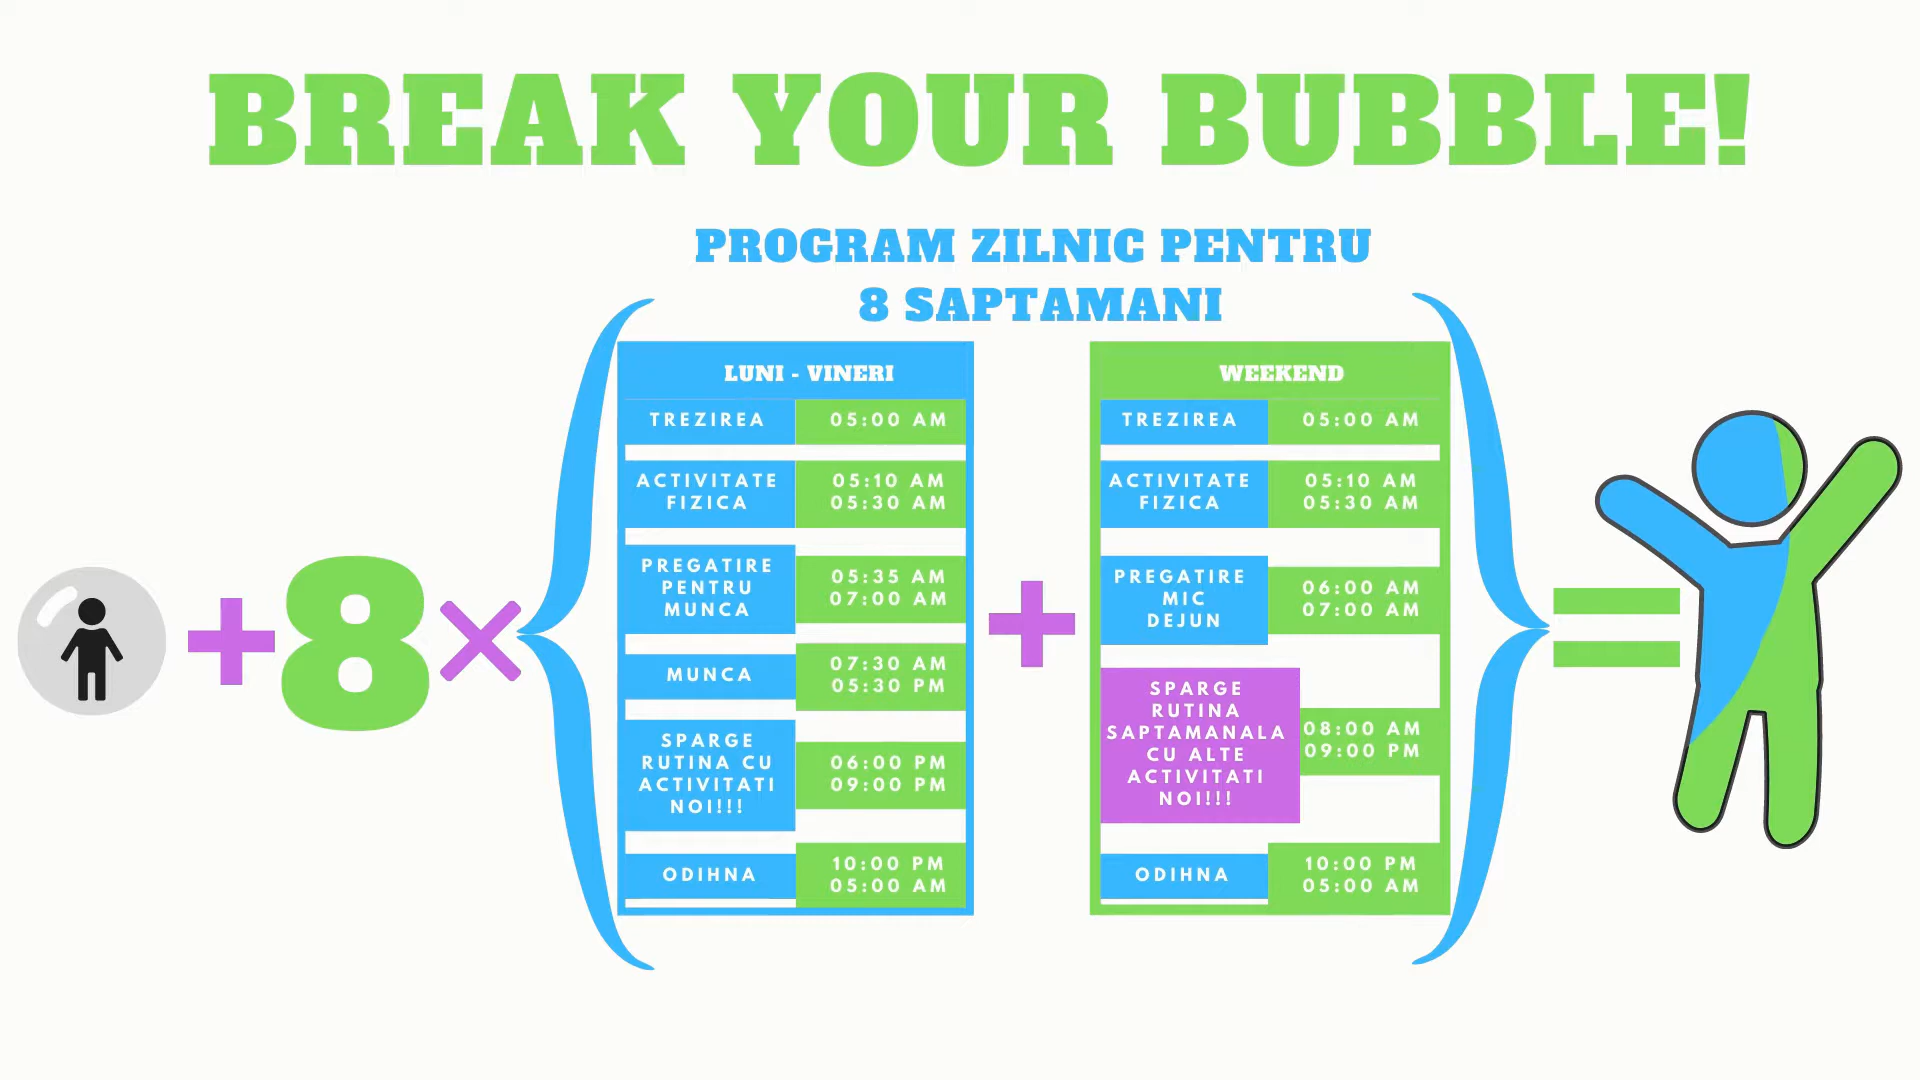 BREAK YOUR BUBBLE!
PROGRAM ZILNIC PENTRU
8 SAPTAMANI
+ 8 ×
LUNI - VINERI
TREZIREA 05:00 AM
ACTIVITATE 05:10 AM
FIZICA 05:30 AM
PREGATIRE
PENTRU 05:35 AM
MUNCA 07:00 AM
MUNCA 07:30 AM
05:30 PM
SPARGE
RUTINA CU 06:00 PM
ACTIVITATI 09:00 PM
NOI!!!
ODIHNA 10:00 PM
05:00 AM
+
WEEKEND
TREZIREA 05:00 AM
ACTIVITATE 05:10 AM
FIZICA 05:30 AM
PREGATIRE
MIC 06:00 AM
DEJUN 07:00 AM
SPARGE
RUTINA
SAPTAMANALA 08:00 AM
CU ALTE 09:00 PM
ACTIVITATI
NOI!!!
ODIHNA 10:00 PM
05:00 AM
=